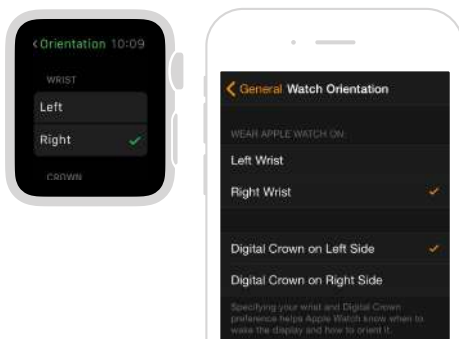 Orientation 10:09
WRIST
Left
Right
CROWN
General Watch Orientation
WEAR APPLE WATCH ON:
Left Wrist
Right Wrist
Digital Crown on Left Side
Digital Crown on Right Side
Specifying your wrist and Digital Crown
preference helps Apple Watch know when to
wake the display and how to orient it.